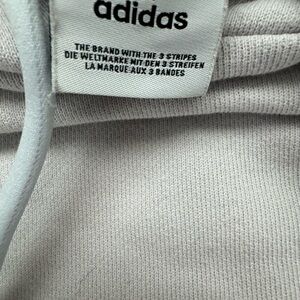 adidas
THE BRAND WITH THE 3 STRIPES
DIE WELTMARKE MIT DEN 3 STREIFEN
LA MARQUE AUX 3 BANDES